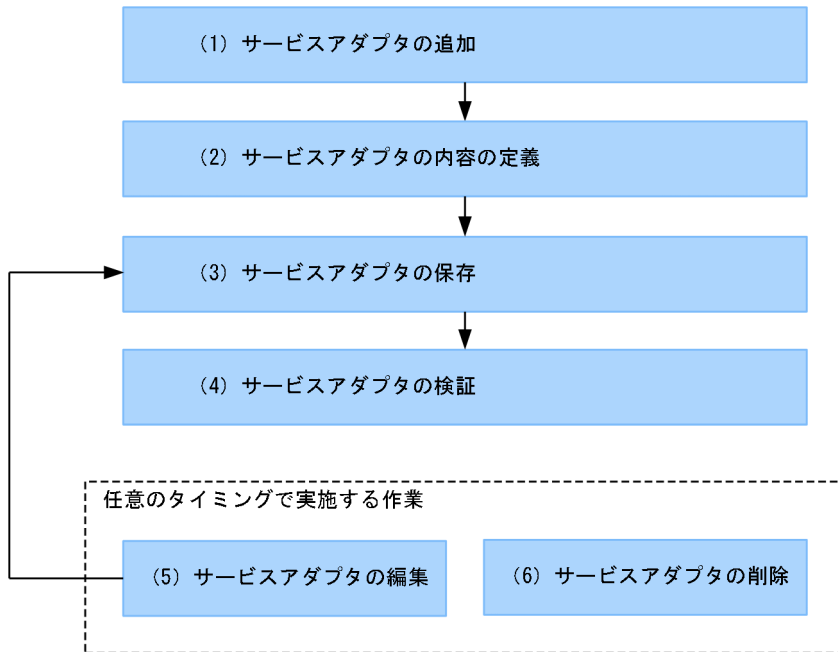 (1) サービスアダプタの追加
(2) サービスアダプタの内容の定義
(3) サービスアダプタの保存
(4) サービスアダプタの検証
任意のタイミングで実施する作業
(5) サービスアダプタの編集
(6) サービスアダプタの削除